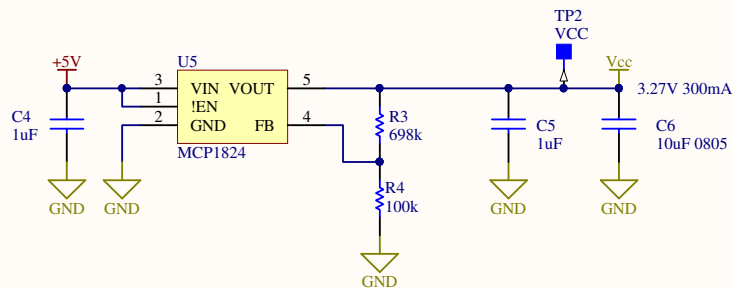 TP2
VCC
+5V
U5
Vcc
3
VIN
VOUT
5
3.27V 300mA
1
!EN
C4
1uF
2
GND
FB
4
R3
698k
C5
1uF
C6
10uF 0805
MCP1824
R4
100k
GND
GND
GND
GND
GND